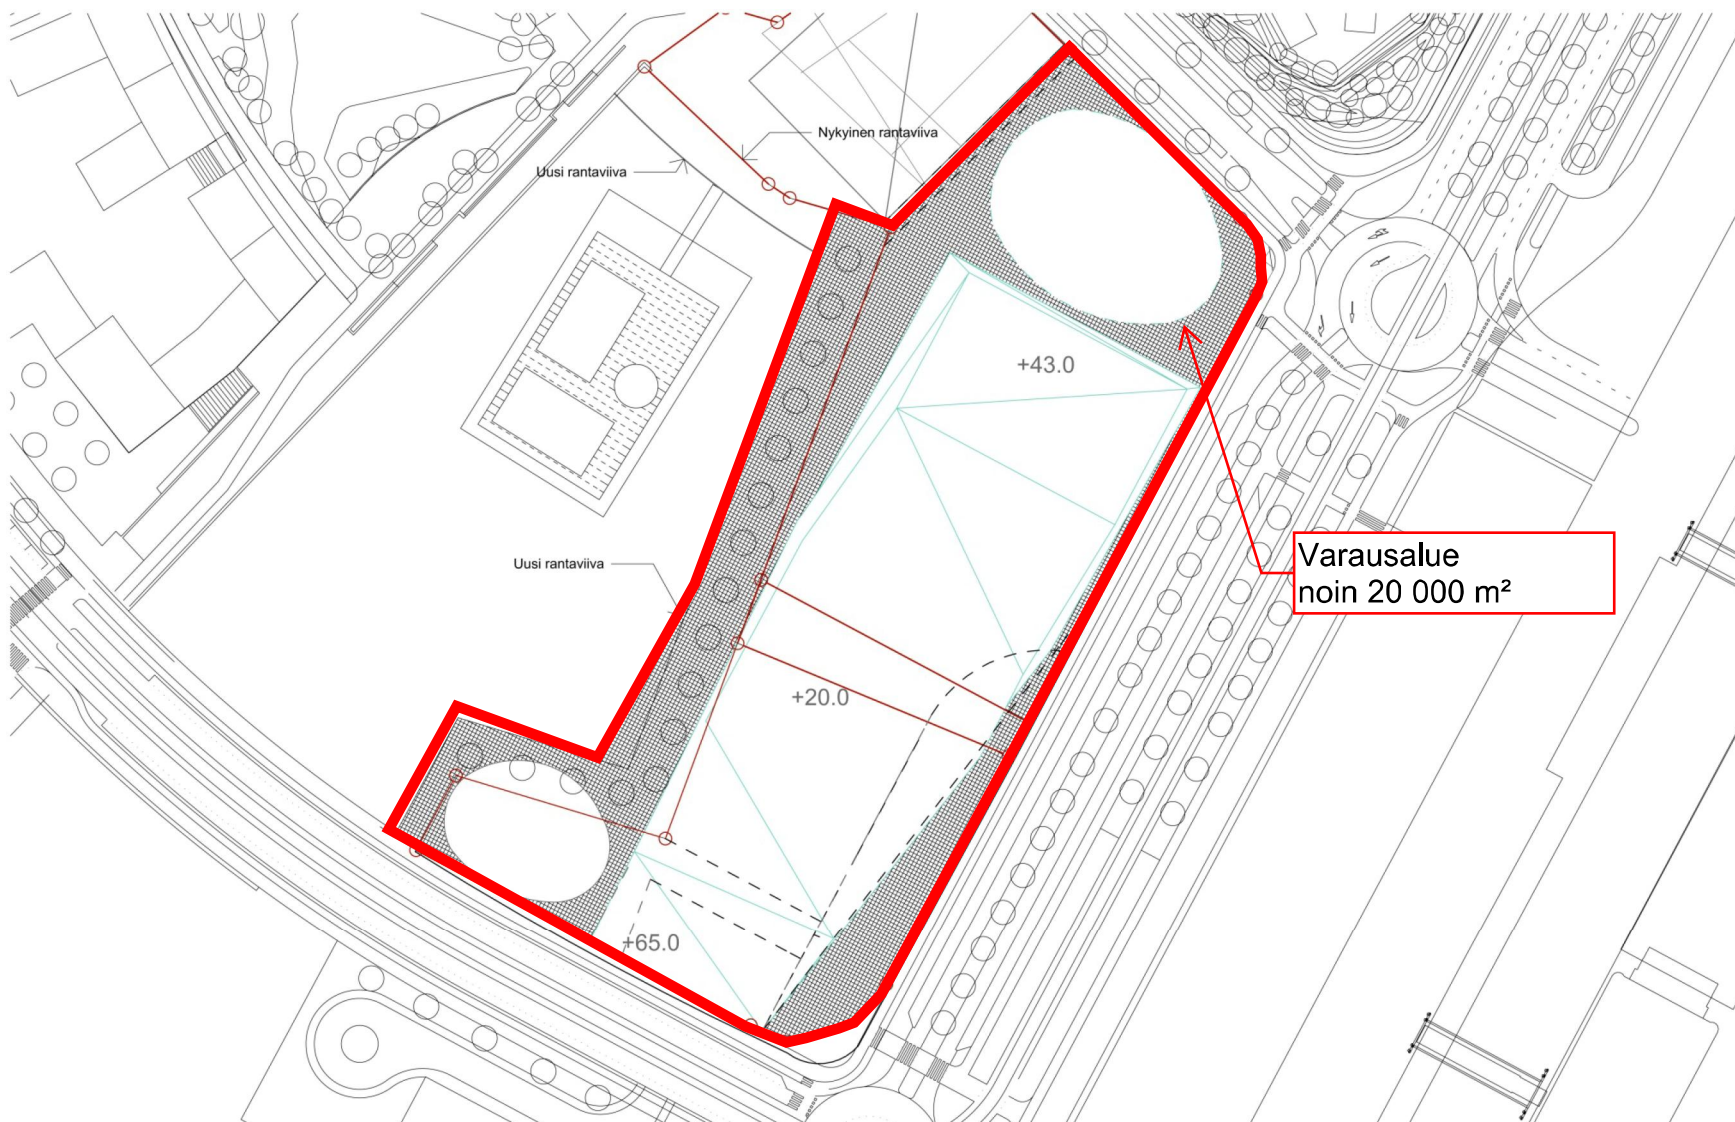 Nykyinen rantaviiva
Uusi rantaviiva
+43.0
Varausalue
noin 20 000 m²
Uusi rantaviiva
+20.0
+65.0